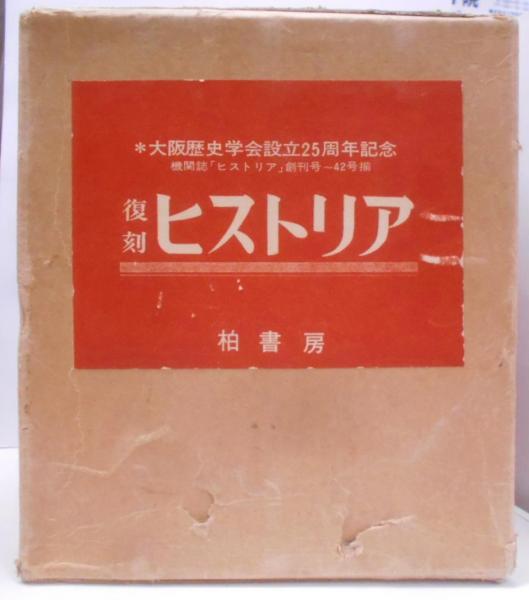 *大阪歴史学会設立25周年記念
機関誌「ヒストリア」創刊号~42号揃
復刻 ヒストリア
柏書房